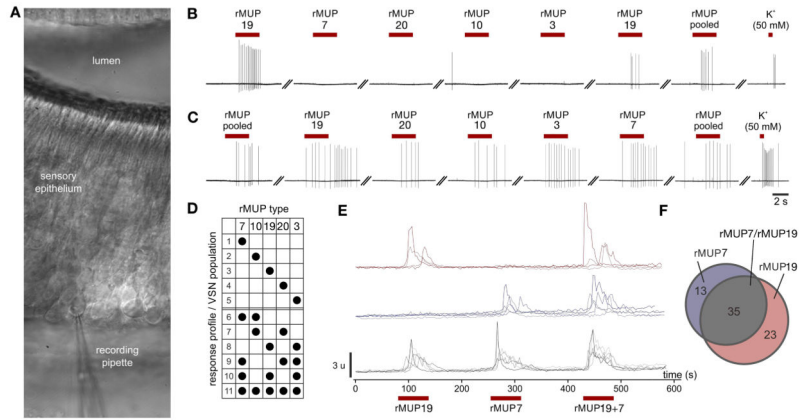 A
lumen
sensory
epithelium
recording
pipette
B
rMUP 19 rMUP 7 rMUP 20 rMUP 10 rMUP 3 rMUP 19 rMUP pooled K+ (50 mM)
C
rMUP pooled rMUP 19 rMUP 20 rMUP 10 rMUP 3 rMUP 7 rMUP pooled K+ (50 mM)
2 s
D
rMUP type
7 10 19 20 3
response profile / VSN population
1
2
3
4
5
6
7
8
9
10
11
E
3 u
0 100 200 300 400 500 600
time (s)
rMUP19 rMUP7 rMUP19+7
F
rMUP7/rMUP19
rMUP7
rMUP19
13
35
23